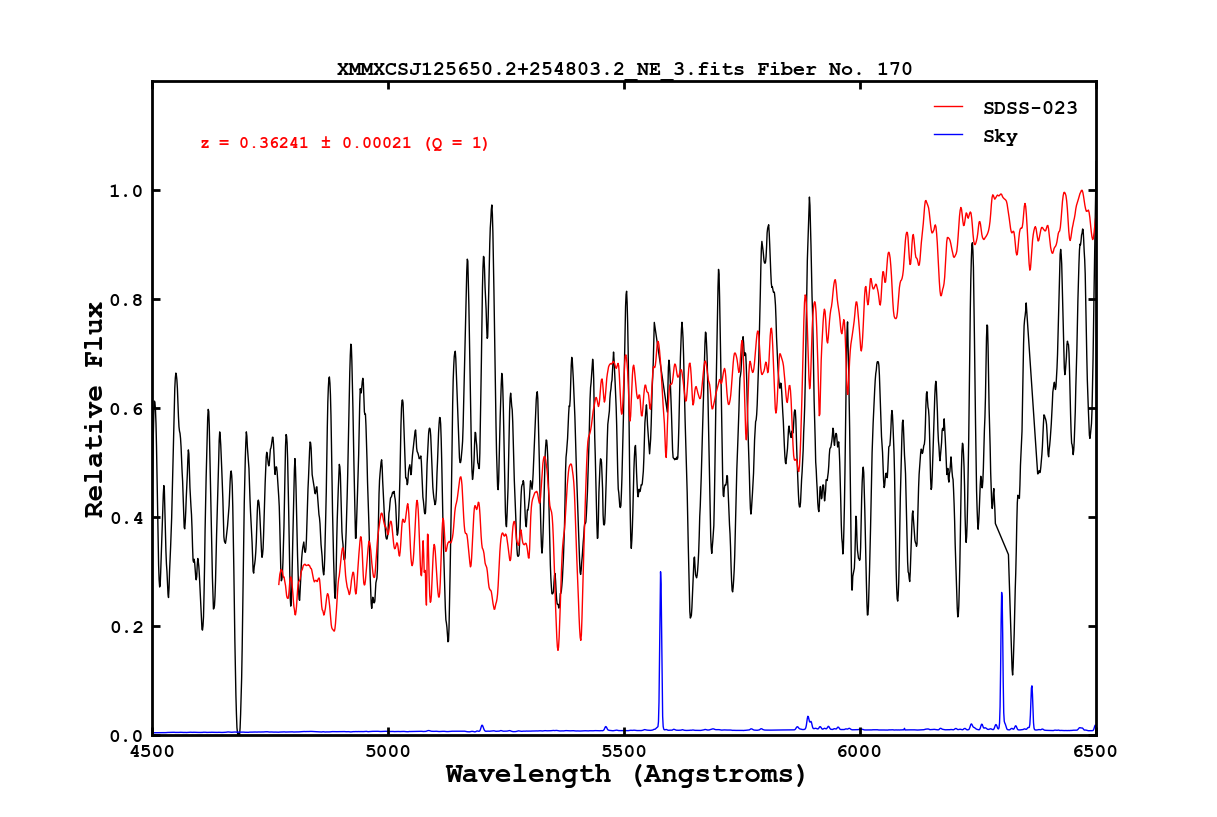 XMMXCSJ125650.2+254803.2_NE_3.fits Fiber No. 170
SDSS-023
Sky
z = 0.36241 ± 0.00021 (Q = 1)
1.0
0.8
0.6
0.4
0.2
0.0
Relative Flux
4500 5000 5500 6000 6500
Wavelength (Angstroms)